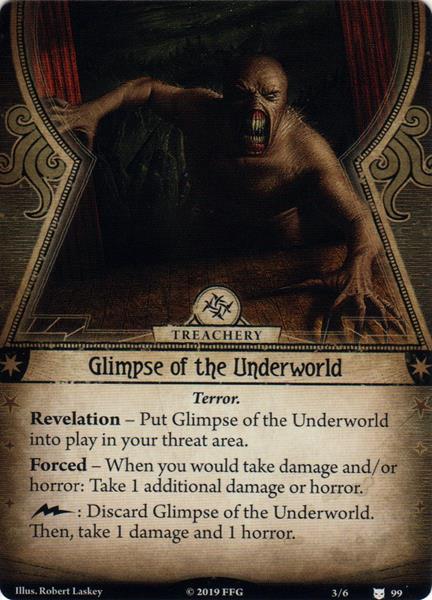 TREACHERY
Glimpse of the Underworld
Terror.
Revelation – Put Glimpse of the Underworld
into play in your threat area.
Forced – When you would take damage and/or
horror: Take 1 additional damage or horror.
: Discard Glimpse of the Underworld.
Then, take 1 damage and 1 horror.
Illus. Robert Laskey © 2019 FFG 3/6 99